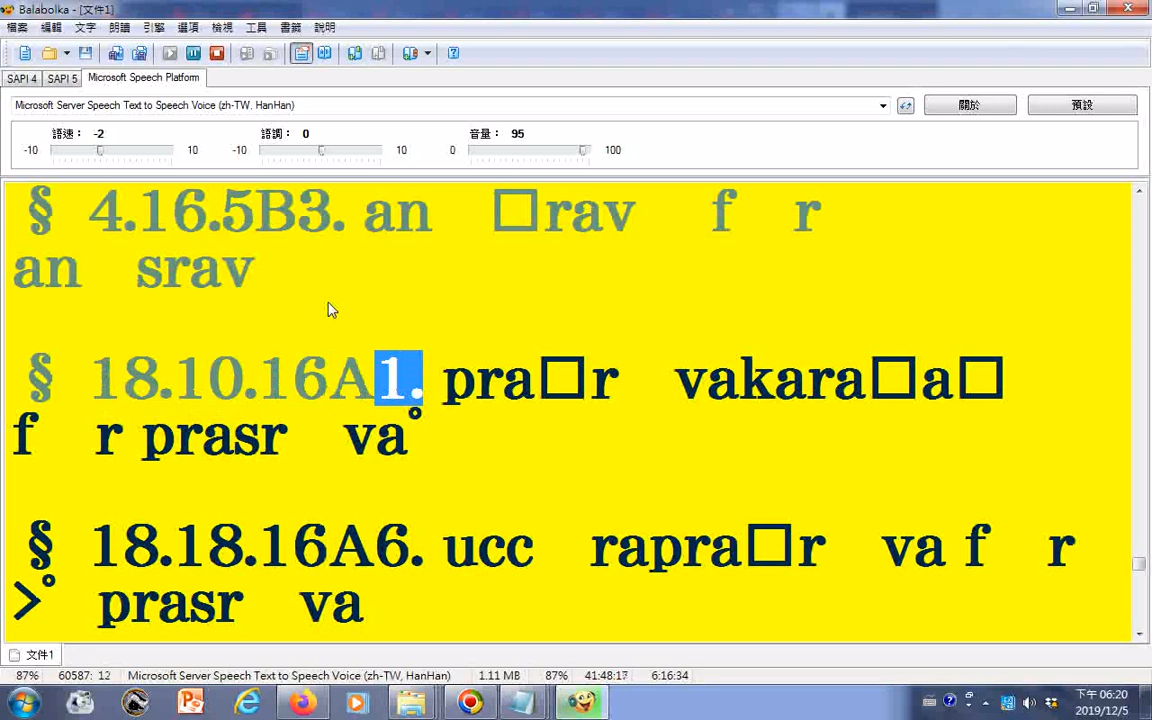 Balabolka - [文件1]
檔案 編輯 文字 朗讀 引擎 選項 檢視 工具 書籤 說明
SAPI 4 SAPI 5 Microsoft Speech Platform
Microsoft Server Speech Text to Speech Voice (zh-TW, HanHan) 關於 預設
語速： -2 語調： 0 音量： 95
-10 10 -10 10 0 100
§ 4.16.5B3. an □rav f r
an srav
§ 18.10.16A1. pra□r vakara□a□
f r prasr va°
§ 18.18.16A6. ucc rapra□r va f r
>° prasr va
文件1
87% 60587: 12 Microsoft Server Speech Text to Speech Voice (zh-TW, HanHan) 1.11 MB 87% 41:48:17 6:16:34
下午 06:20
2019/12/5